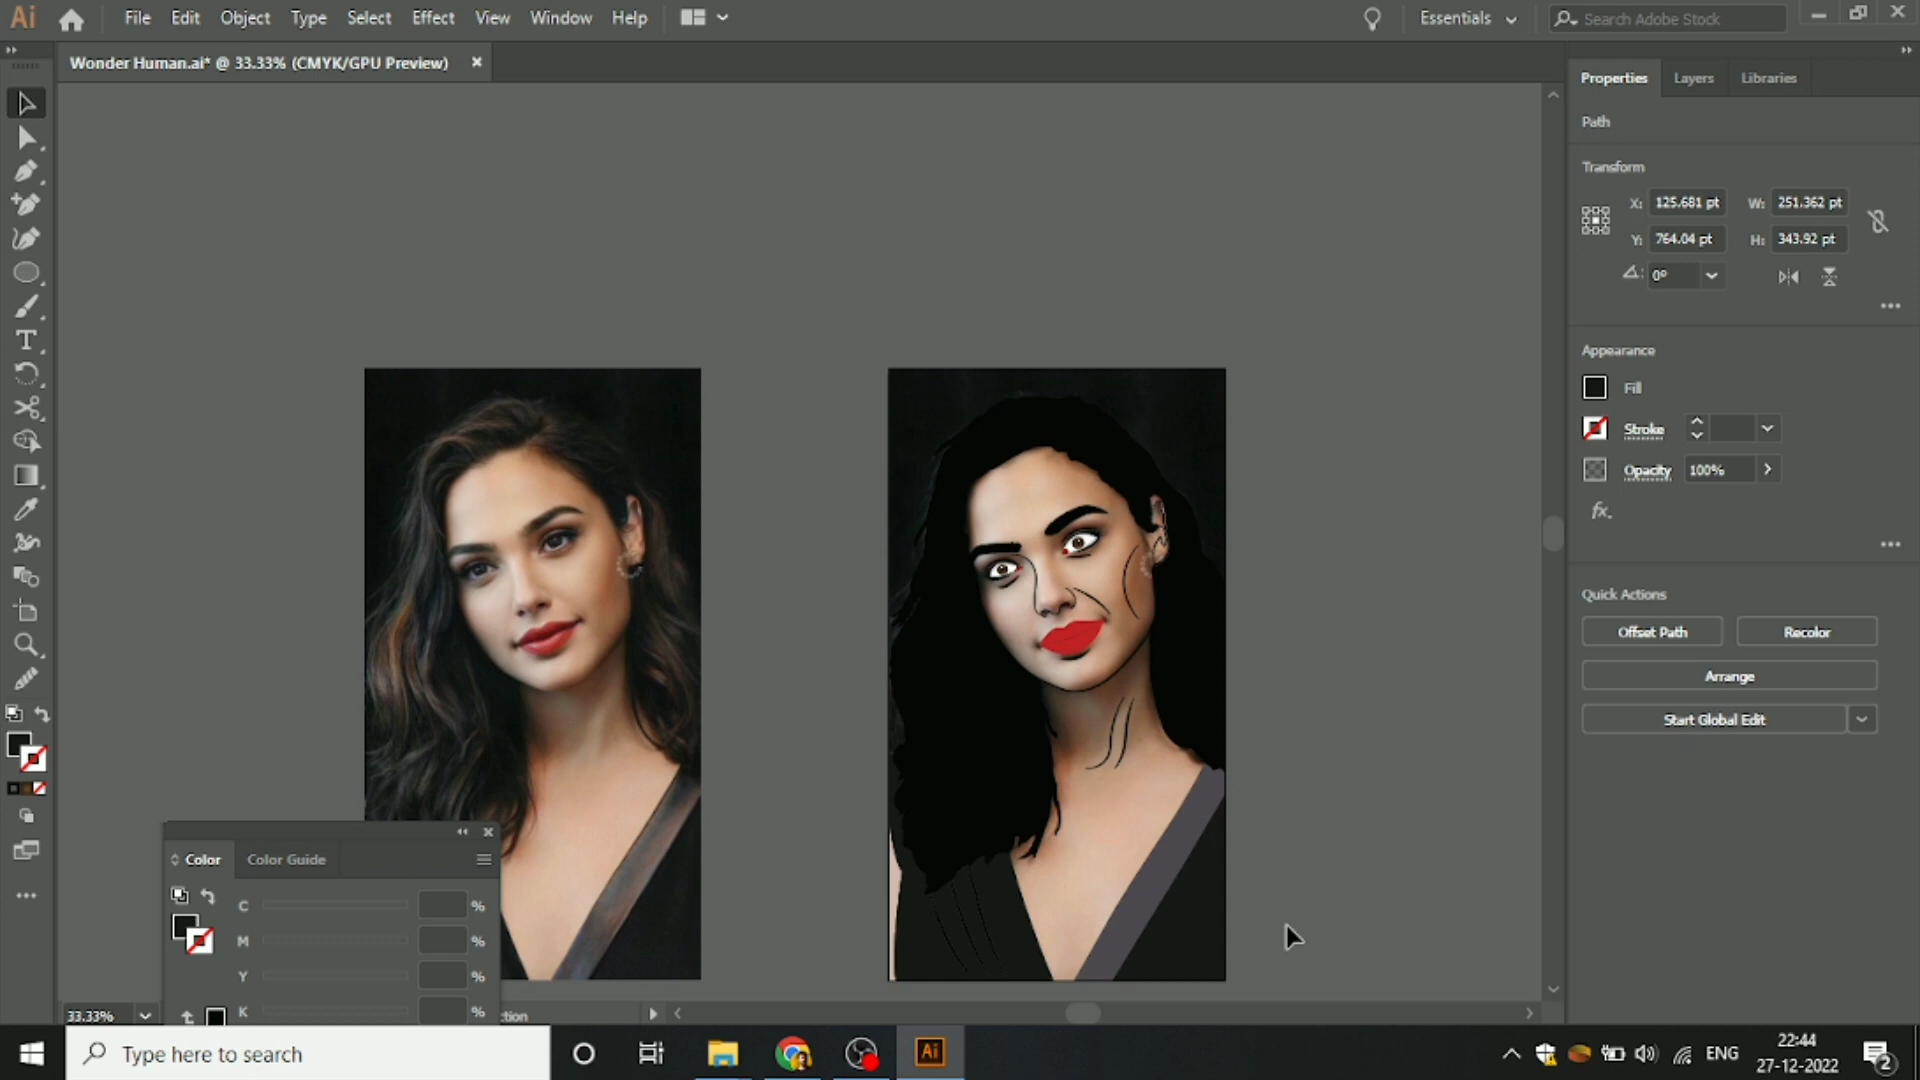 Ai File Edit Object Type Select Effect View Window Help Essentials Search Adobe Stock
Wonder Human.ai* @ 33.33% (CMYK/GPU Preview)
Properties Layers Libraries
Path
Transform
X: 125.681 pt W: 251.362 pt
Y: 764.04 pt H: 343.92 pt
0°
Appearance
Fill
Stroke
Opacity 100%
fx.
Quick Actions
Offset Path Recolor
Arrange
Start Global Edit
Color Color Guide
C %
M %
Y %
K %
33.33% ction
Type here to search
Ai
ENG
22:44
27-12-2022
2